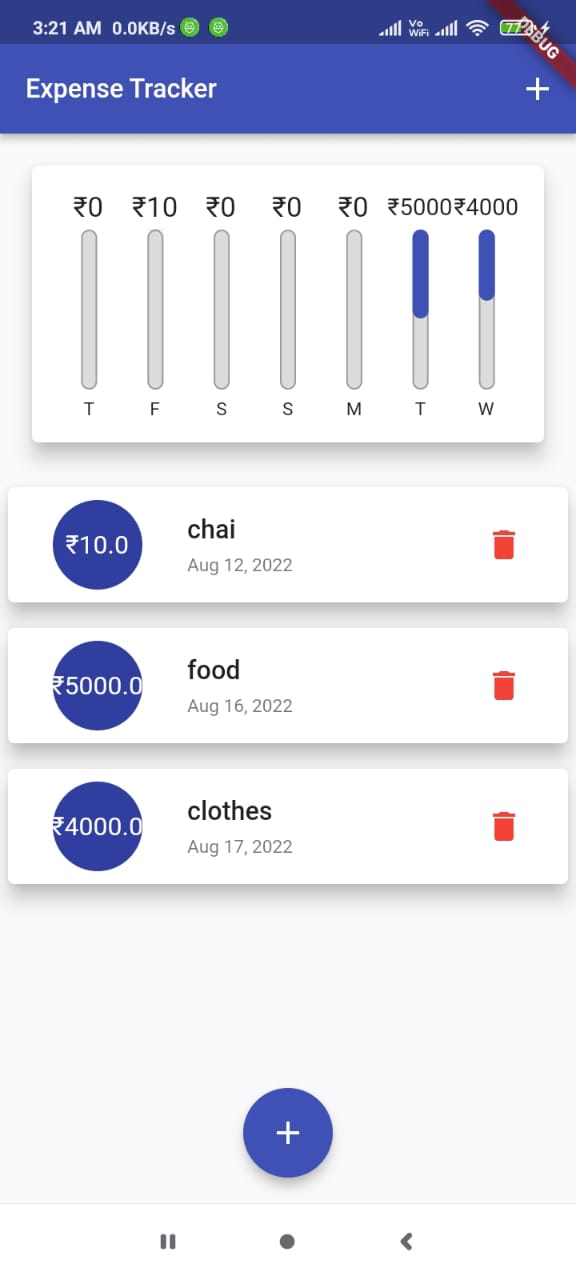 3:21 AM 0.0KB/s Vo WiFi 77
DEBUG
Expense Tracker
₹0 ₹10 ₹0 ₹0 ₹0 ₹5000 ₹4000
T F S S M T W
₹10.0 chai
Aug 12, 2022
₹5000.0 food
Aug 16, 2022
₹4000.0 clothes
Aug 17, 2022